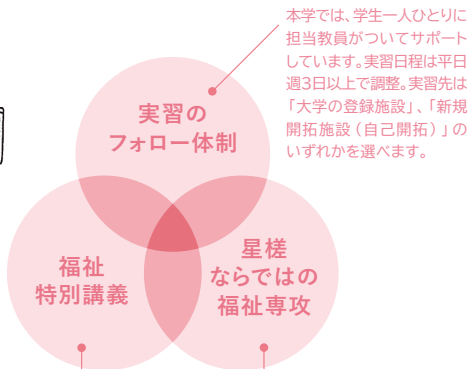 本学では、学生一人ひとりに
担当教員がついてサポート
しています。実習日程は平日
週3日以上で調整。実習先は
「大学の登録施設」、「新規
開拓施設（自己開拓）」の
いずれかを選べます。
実習の
フォロー体制
福祉
特別講義
星槎
ならではの
福祉専攻